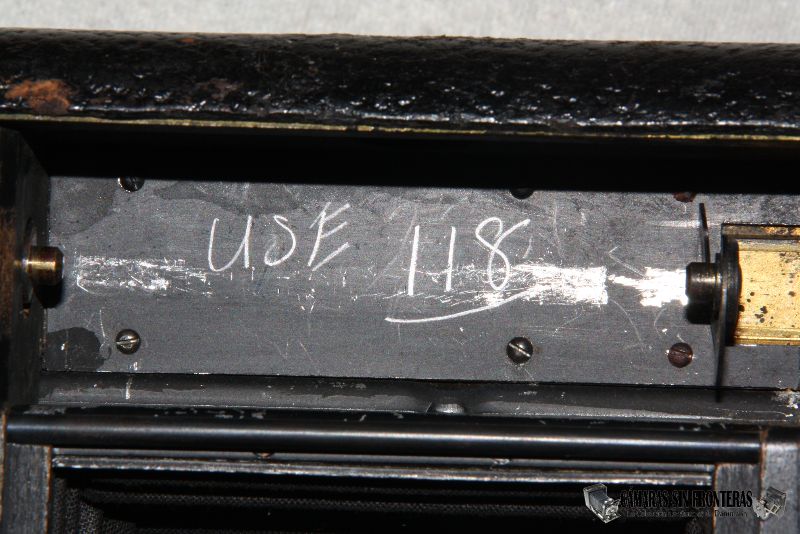 USE 118
CAMARAS SIN FRONTERAS